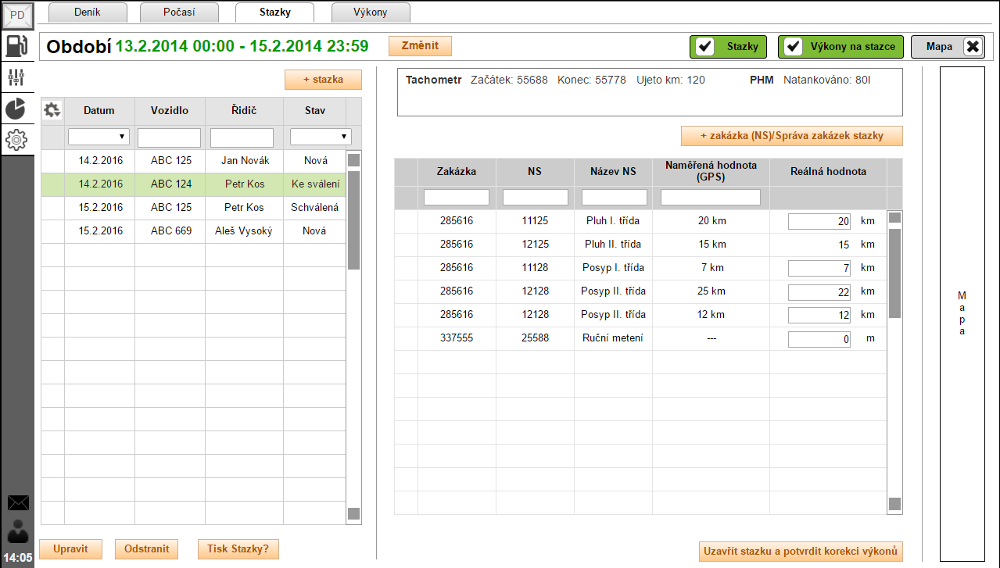 PD
Deník
Počasí
Stazky
Výkony
Období 13.2.2014 00:00 - 15.2.2014 23:59
Změnit
Stazky
Výkony na stazce
Mapa
+ stazka
Datum Vozidlo Řidič Stav
14.2.2016 ABC 125 Jan Novák Nová
14.2.2016 ABC 124 Petr Kos Ke sválení
15.2.2016 ABC 125 Petr Kos Schválená
15.2.2016 ABC 669 Aleš Vysoký Nová
Upravit
Odstranit
Tisk Stazky?
14:05
Tachometr Začátek: 55688 Konec: 55778 Ujeto km: 120 PHM Natankováno: 80l
+ zakázka (NS)/Správa zakázek stazky
Zakázka NS Název NS Naměřená hodnota (GPS) Reálná hodnota
285616 11125 Pluh I. třída 20 km 20 km
285616 12125 Pluh II. třída 15 km 15 km
285616 11128 Posyp I. třída 7 km 7 km
285616 12128 Posyp II. třída 25 km 22 km
285616 12128 Posyp II. třída 12 km 12 km
337555 25588 Ruční metení --- 0 m
Uzavřít stazku a potvrdit korekci výkonů
M
a
p
a